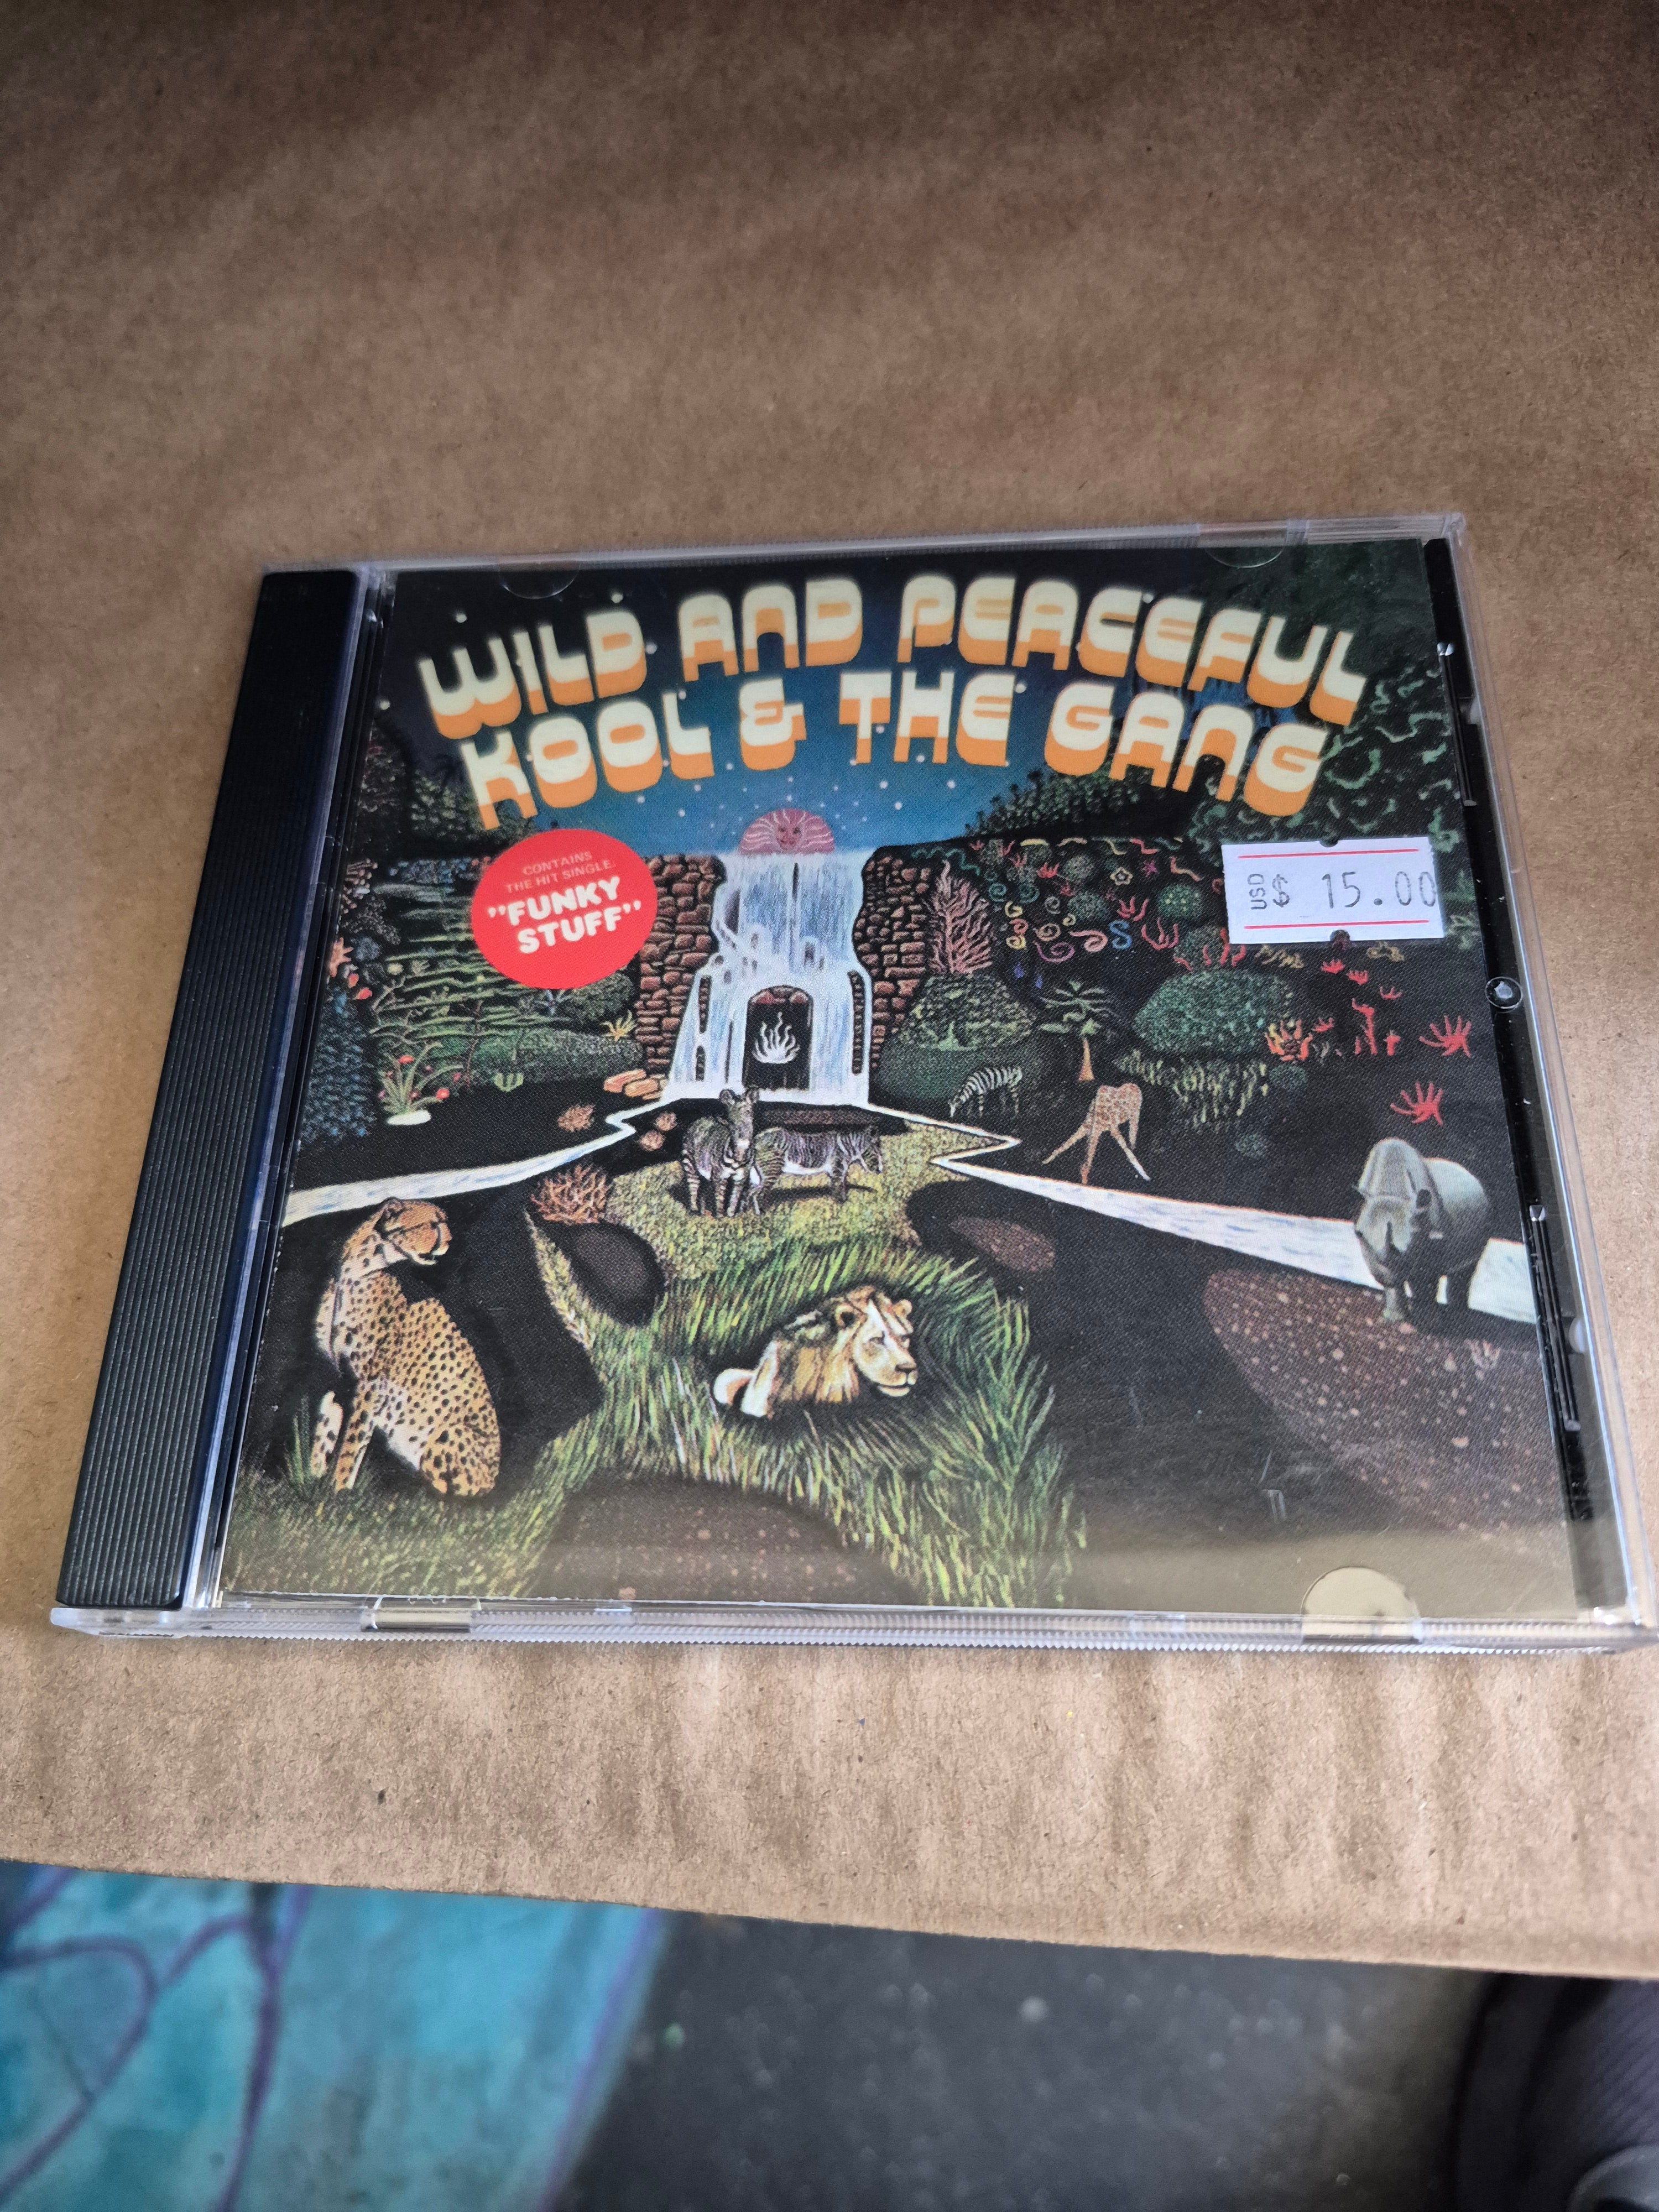 WILD AND PEACEFUL
KOOL & THE GANG
CONTAINS
THE HIT SINGLE:
"FUNKY
STUFF"
USD $ 15.00